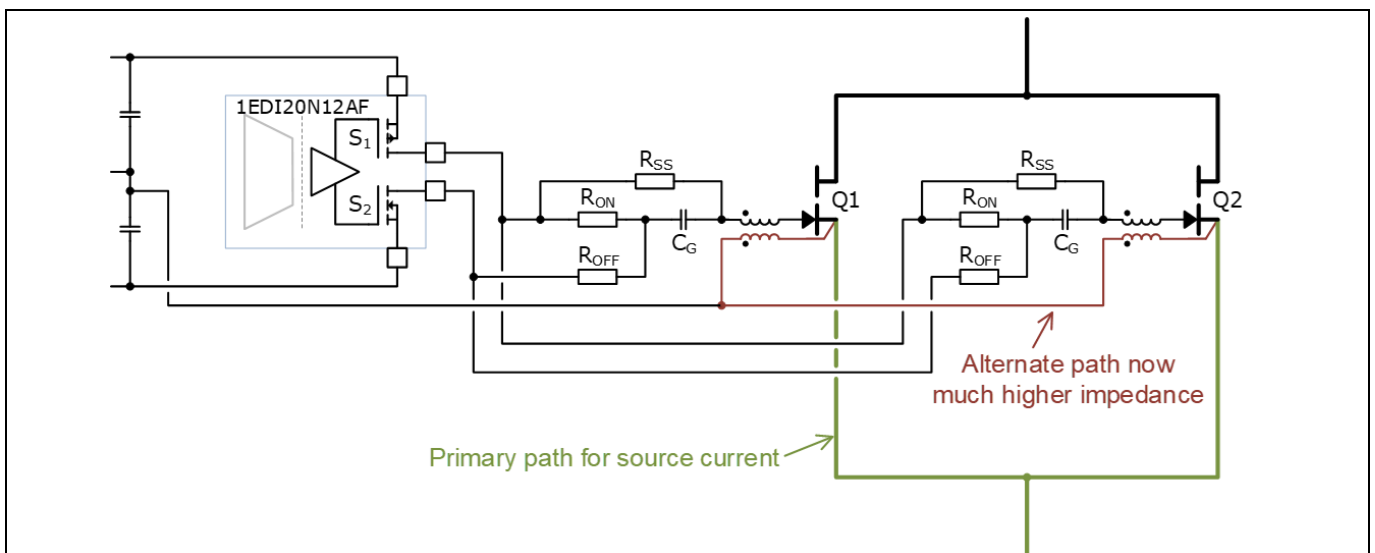 1EDI20N12AF
S1
S2
RSS
RON
CG
ROFF
Q1
RSS
RON
CG
ROFF
Q2
Alternate path now
much higher impedance
Primary path for source current